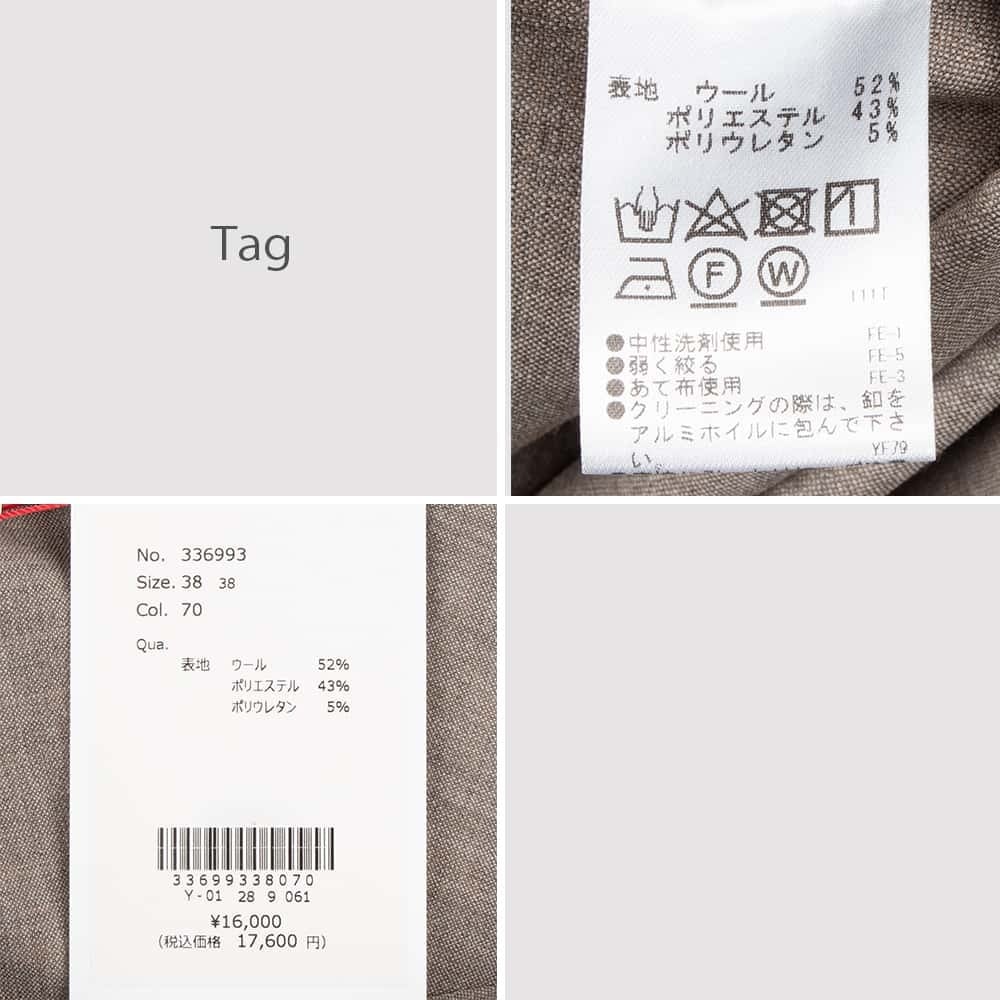 Tag
表地 ウール 52%
ポリエステル 43%
ポリウレタン 5%
F W
111T
●中性洗剤使用 FE-1
●弱く絞る FE-5
●あて布使用 FE-3
●クリーニングの際は、釦を
アルミホイルに包んで下さ
い。 YF79
No. 336993
Size. 38 38
Col. 70
Qua.
表地 ウール 52%
ポリエステル 43%
ポリウレタン 5%
33699338070
Y-01 28 9 061
¥16,000
(税込価格 17,600 円)